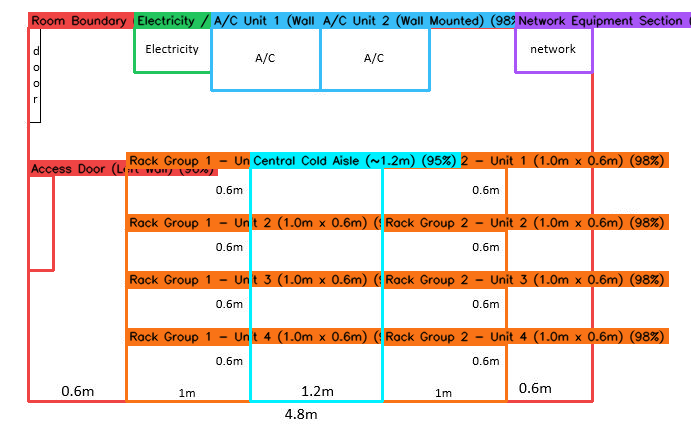 Room Boundary
Electricity /
A/C Unit 1 (Wall
A/C Unit 2 (Wall Mounted) (98%
Network Equipment Section
door
Electricity
A/C
A/C
network
Rack Group 1 - Un
Central Cold Aisle (~1.2m) (95%)
2 - Unit 1 (1.0m x 0.6m) (98%)
Access Door (Left Wall) (96%)
0.6m
0.6m
Rack Group 1 - Unit 2 (1.0m x 0.6m)
Rack Group 2 - Unit 2 (1.0m x 0.6m) (98%)
0.6m
0.6m
Rack Group 1 - Unit 3 (1.0m x 0.6m)
Rack Group 2 - Unit 3 (1.0m x 0.6m) (98%)
0.6m
0.6m
Rack Group 1 - Unit 4 (1.0m x 0.6m)
Rack Group 2 - Unit 4 (1.0m x 0.6m) (98%)
0.6m
0.6m
0.6m
1m
1.2m
1m
0.6m
4.8m